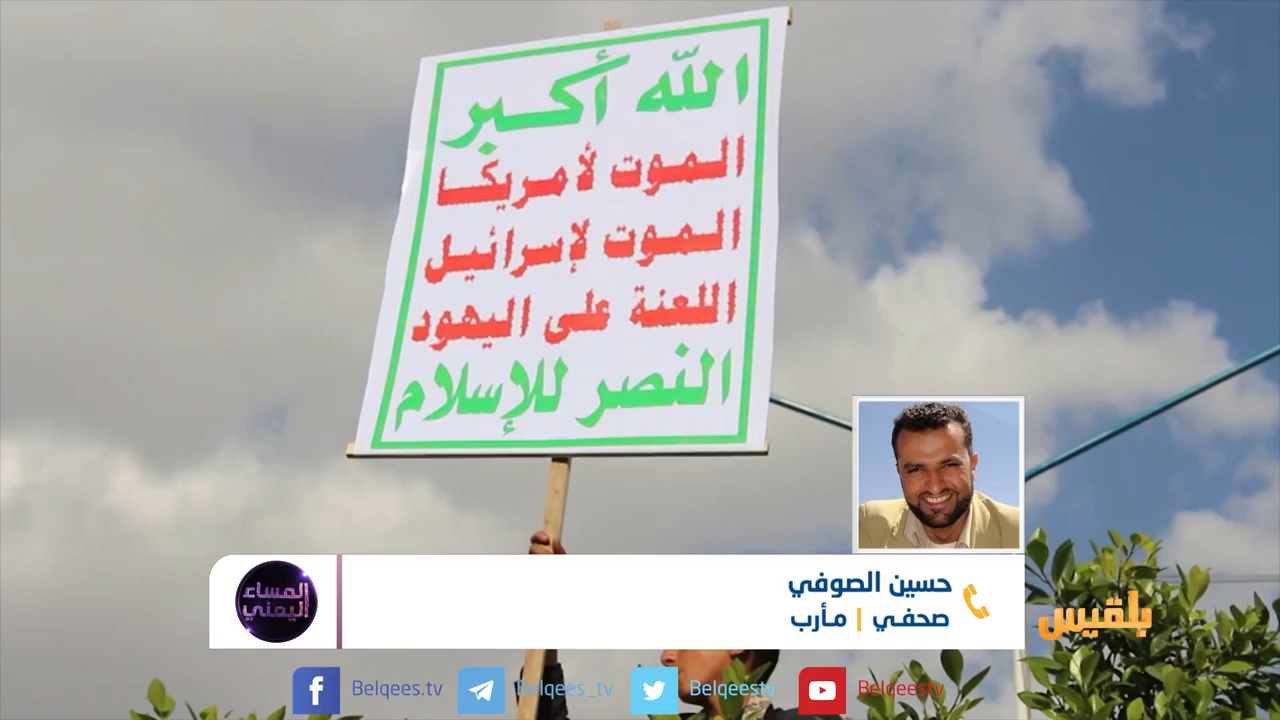 الله أكبر
الموت لأمريكا
الموت لإسرائيل
اللعنة على اليهود
النصر للإسلام
حسين الصوفي
صحفي | مأرب
المساء
اليمني
بلقيس
Belqees.tv
Belqees_tv
Belqeestv
Belqeestv